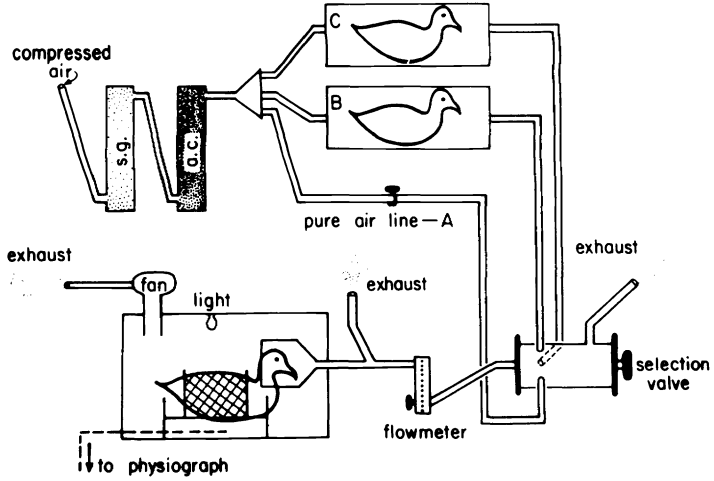 compressed
air
s.g.
a.c.
C
B
pure air line—A
exhaust
fan
light
exhaust
exhaust
selection
valve
flowmeter
to physiograph